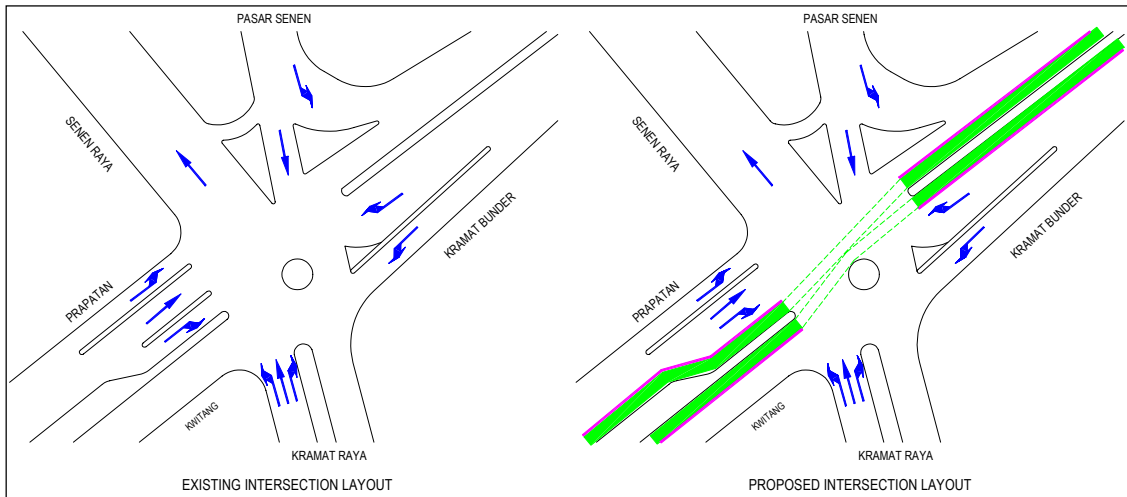 PASAR SENEN
SENEN RAYA
KRAMAT BUNDER
PRAPATAN
KWITANG
KRAMAT RAYA
EXISTING INTERSECTION LAYOUT
PASAR SENEN
SENEN RAYA
KRAMAT BUNDER
PRAPATAN
KWITANG
KRAMAT RAYA
PROPOSED INTERSECTION LAYOUT